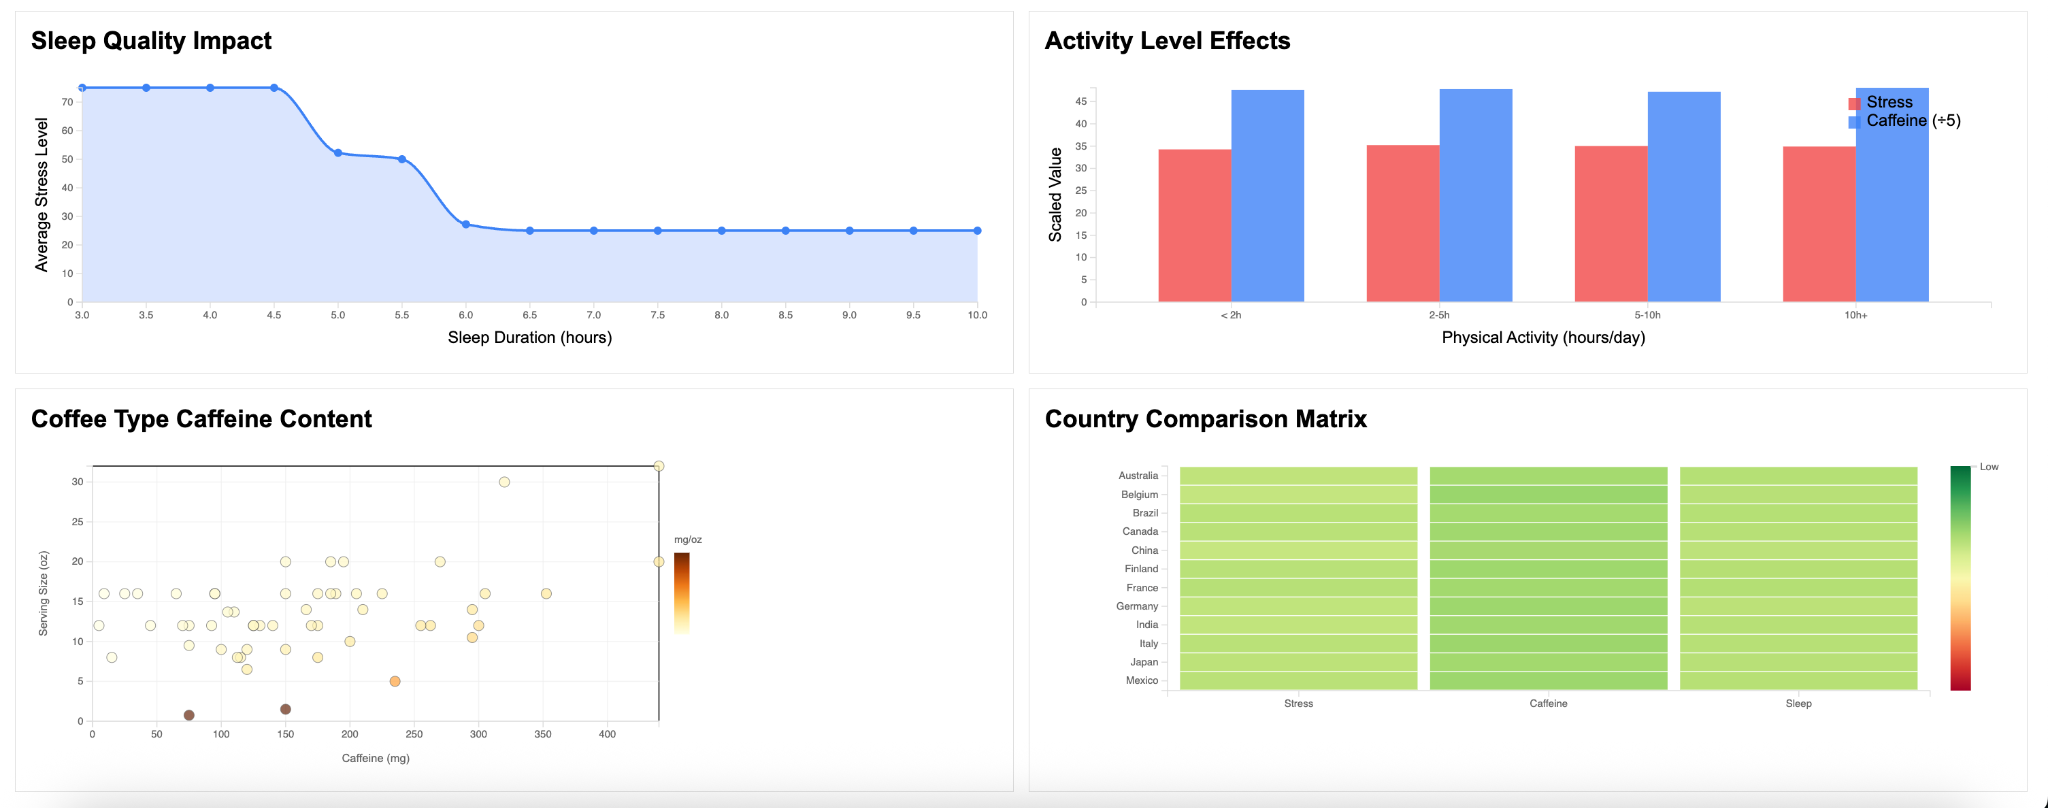 Sleep Quality Impact
Average Stress Level
70
60
50
40
30
20
10
0
3.0 3.5 4.0 4.5 5.0 5.5 6.0 6.5 7.0 7.5 8.0 8.5 9.0 9.5 10.0
Sleep Duration (hours)
Activity Level Effects
Scaled Value
45
40
35
30
25
20
15
10
5
0
Stress
Caffeine (÷5)
< 2h 2-5h 5-10h 10h+
Physical Activity (hours/day)
Coffee Type Caffeine Content
Serving Size (oz)
30
25
20
15
10
5
0
0 50 100 150 200 250 300 350 400
Caffeine (mg)
mg/oz
Country Comparison Matrix
Australia
Belgium
Brazil
Canada
China
Finland
France
Germany
India
Italy
Japan
Mexico
Stress Caffeine Sleep
Low